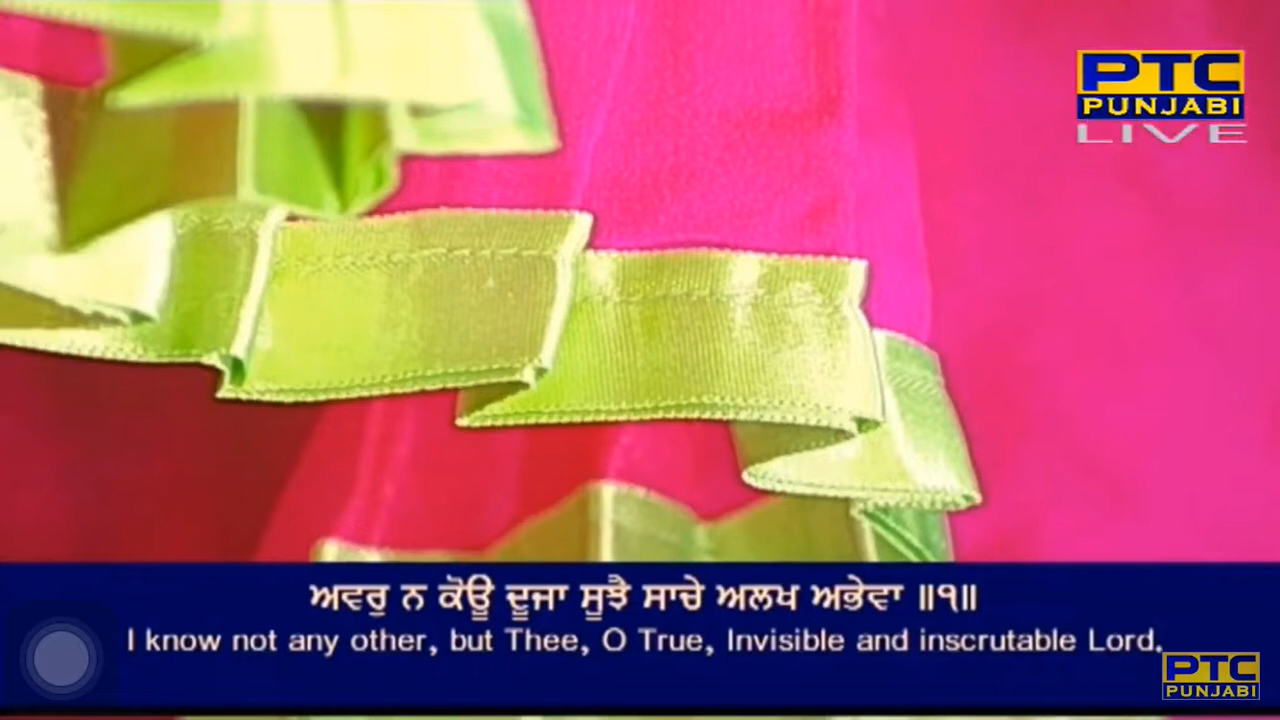 PTC
PUNJABI
LIVE
ਅਵਰੁ ਨ ਕੋਊ ਦੂਜਾ ਸੂਝੈ ਸਾਚੇ ਅਲਖ ਅਭੇਵਾ ॥੧॥
I know not any other, but Thee, O True, Invisible and inscrutable Lord.
PTC
PUNJABI